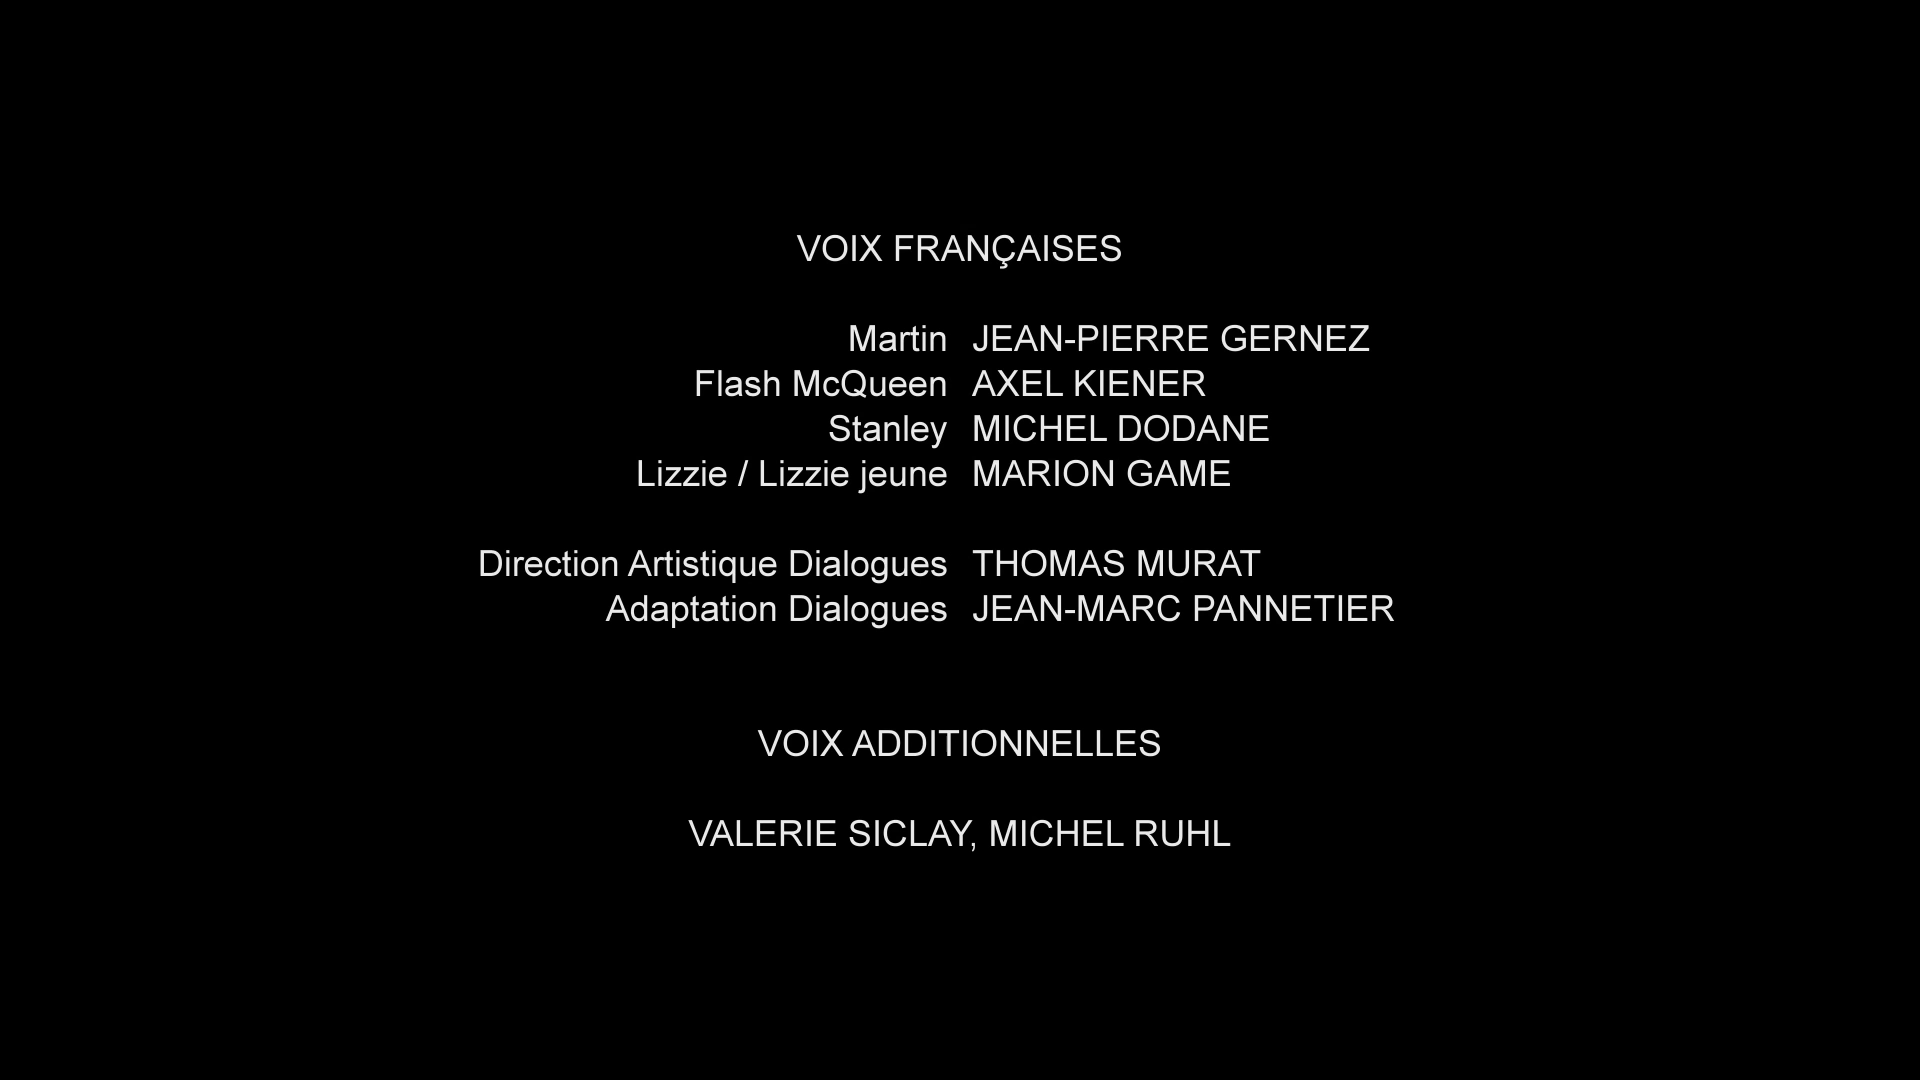 VOIX FRANÇAISES
Martin JEAN-PIERRE GERNEZ
Flash McQueen AXEL KIENER
Stanley MICHEL DODANE
Lizzie / Lizzie jeune MARION GAME
Direction Artistique Dialogues THOMAS MURAT
Adaptation Dialogues JEAN-MARC PANNETIER
VOIX ADDITIONNELLES
VALERIE SICLAY, MICHEL RUHL